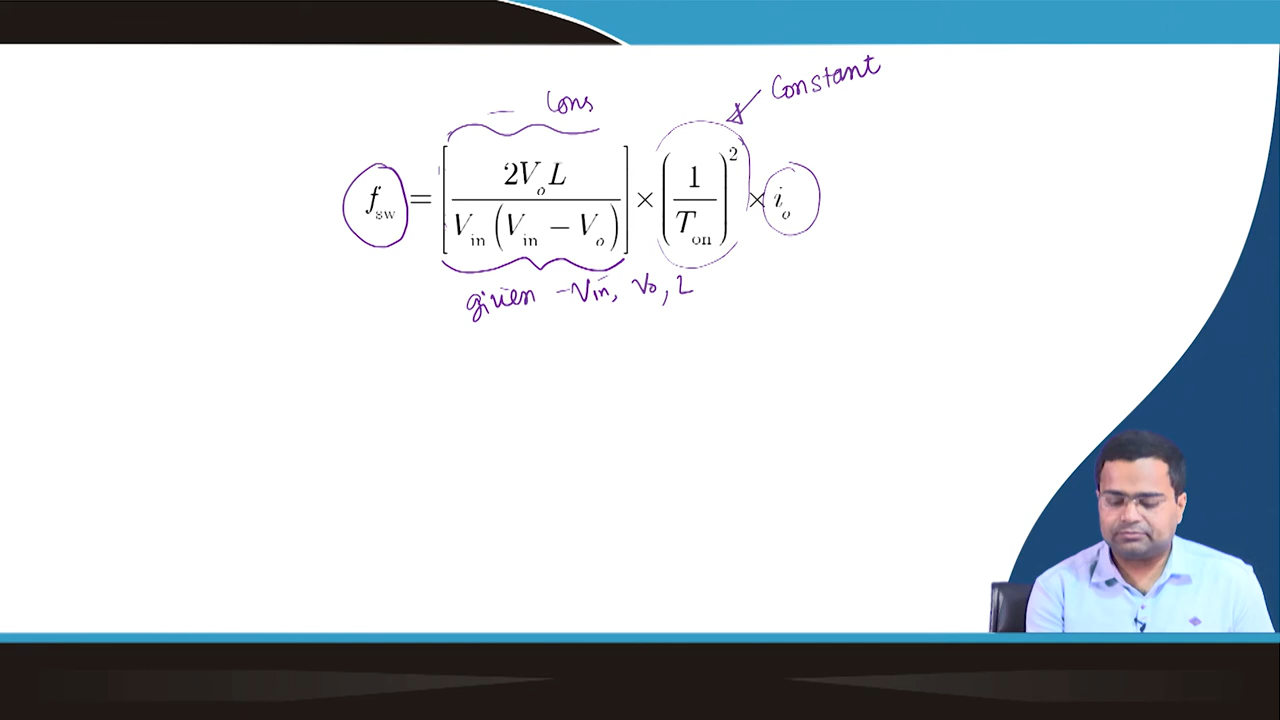 Constant
— Cons
f_sw = [2V_o L / V_in (V_in − V_o)] × (1 / T_on)^2 × i_o
given – Vin, Vo, L